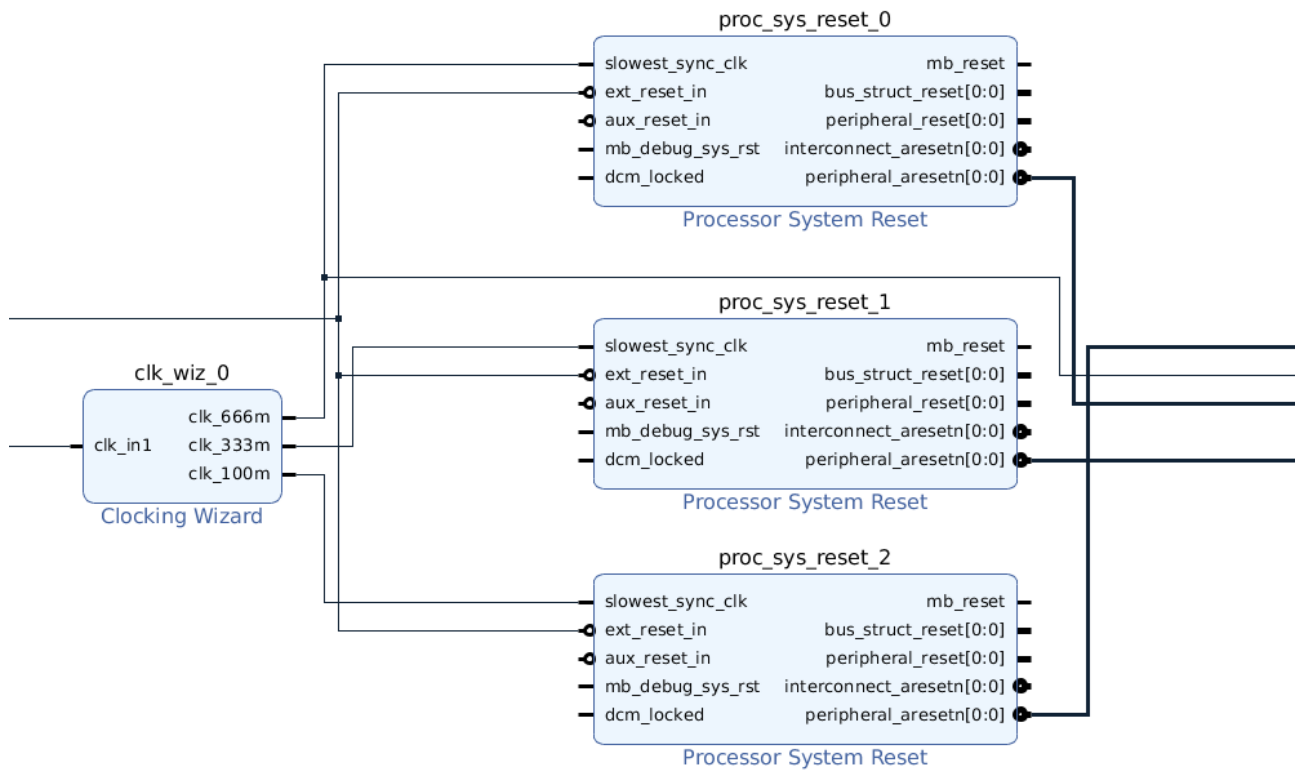 proc_sys_reset_0
slowest_sync_clk mb_reset
ext_reset_in bus_struct_reset[0:0]
aux_reset_in peripheral_reset[0:0]
mb_debug_sys_rst interconnect_aresetn[0:0]
dcm_locked peripheral_aresetn[0:0]
Processor System Reset
proc_sys_reset_1
slowest_sync_clk mb_reset
ext_reset_in bus_struct_reset[0:0]
aux_reset_in peripheral_reset[0:0]
mb_debug_sys_rst interconnect_aresetn[0:0]
dcm_locked peripheral_aresetn[0:0]
Processor System Reset
clk_wiz_0
clk_666m
clk_in1 clk_333m
clk_100m
Clocking Wizard
proc_sys_reset_2
slowest_sync_clk mb_reset
ext_reset_in bus_struct_reset[0:0]
aux_reset_in peripheral_reset[0:0]
mb_debug_sys_rst interconnect_aresetn[0:0]
dcm_locked peripheral_aresetn[0:0]
Processor System Reset